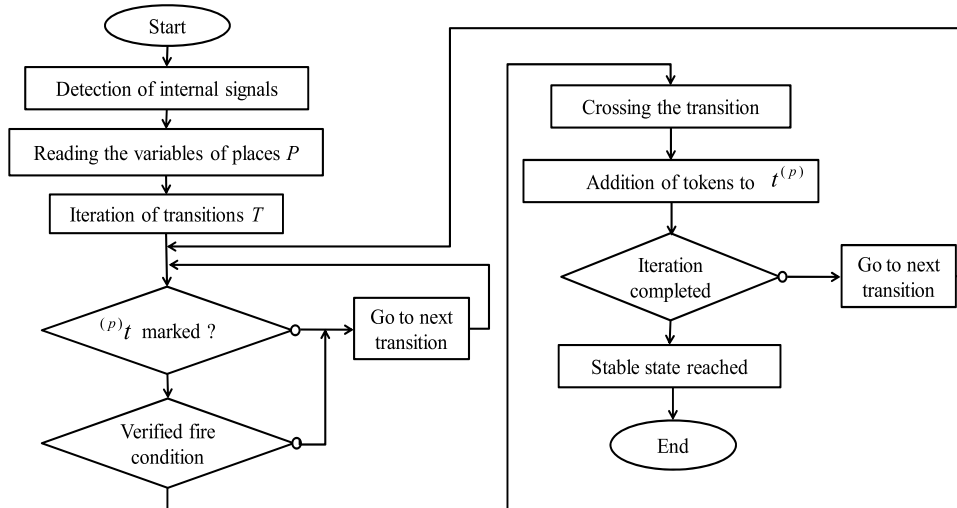 Start
Detection of internal signals
Reading the variables of places P
Iteration of transitions T
(p)t marked ?
Go to next
transition
Verified fire
condition
Crossing the transition
Addition of tokens to t(p)
Iteration
completed
Go to next
transition
Stable state reached
End